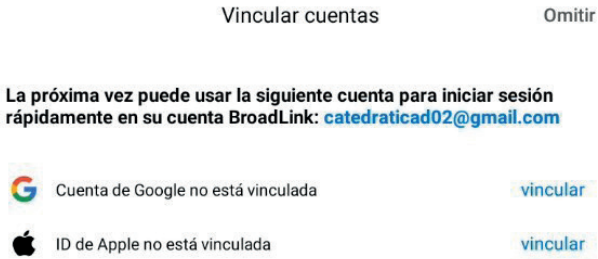 Vincular cuentas
Omitir
La próxima vez puede usar la siguiente cuenta para iniciar sesión
rápidamente en su cuenta BroadLink: catedraticad02@gmail.com
Cuenta de Google no está vinculada
vincular
ID de Apple no está vinculada
vincular